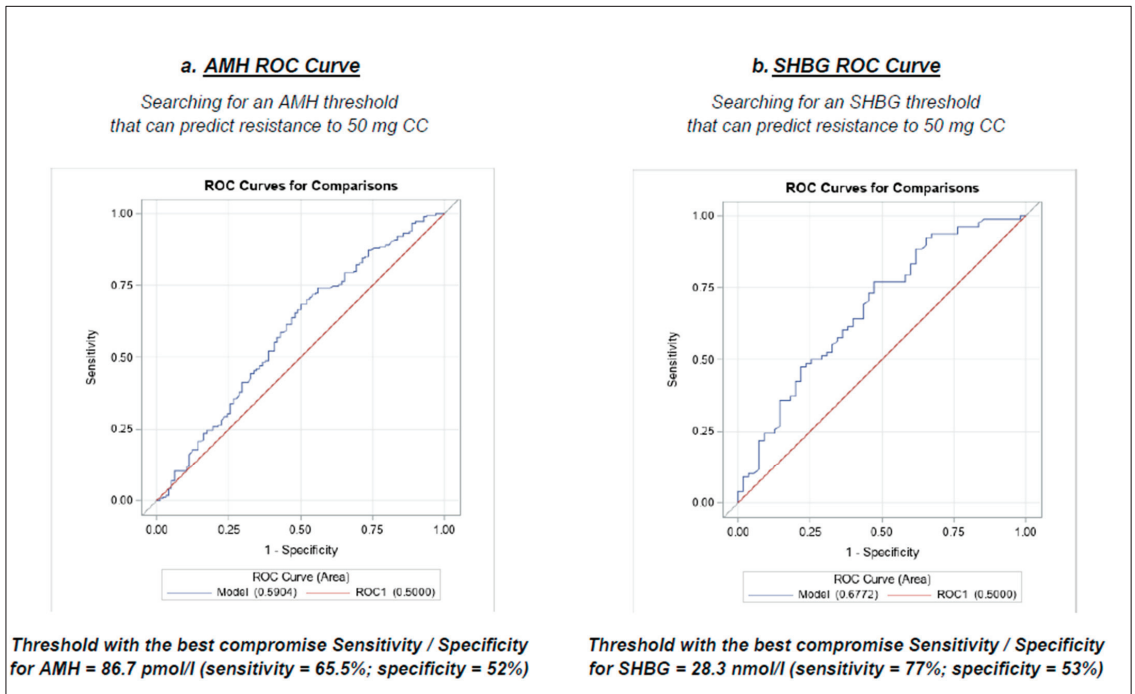 a. AMH ROC Curve
Searching for an AMH threshold
that can predict resistance to 50 mg CC
ROC Curves for Comparisons
1.00
0.75
0.50
0.25
0.00
Sensitivity
0.00 0.25 0.50 0.75 1.00
1 - Specificity
ROC Curve (Area)
Model (0.5904) ROC1 (0.5000)
Threshold with the best compromise Sensitivity / Specificity
for AMH = 86.7 pmol/l (sensitivity = 65.5%; specificity = 52%)
b. SHBG ROC Curve
Searching for an SHBG threshold
that can predict resistance to 50 mg CC
ROC Curves for Comparisons
1.00
0.75
0.50
0.25
0.00
Sensitivity
0.00 0.25 0.50 0.75 1.00
1 - Specificity
ROC Curve (Area)
Model (0.6772) ROC1 (0.5000)
Threshold with the best compromise Sensitivity / Specificity
for SHBG = 28.3 nmol/l (sensitivity = 77%; specificity = 53%)